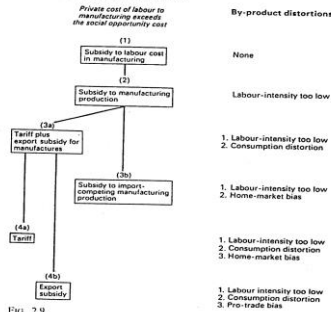 Private cost of labour to
manufacturing exceeds
the social opportunity cost
By-product distortions
(1)
Subsidy to labour cost
in manufacturing
None
(2)
Subsidy to manufacturing
production
Labour-intensity too low
(3a)
Tariff plus
export subsidy for
manufactures
1. Labour-intensity too low
2. Consumption distortion
(3b)
Subsidy to import-
competing manufacturing
production
1. Labour-intensity too low
2. Home-market bias
(4a)
Tariff
1. Labour-intensity too low
2. Consumption distortion
3. Home-market bias
(4b)
Export
subsidy
1. Labour intensity too low
2. Consumption distortion
3. Pro-trade bias
FIG. 2.9